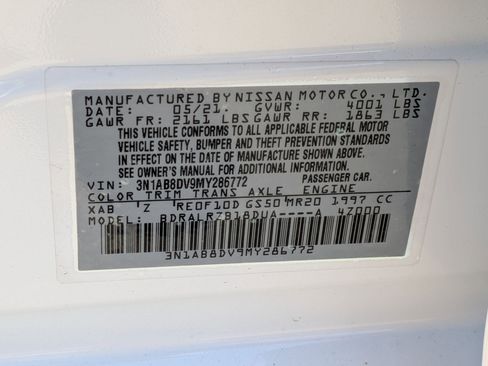 MANUFACTURED BY NISSAN MOTOR CO., LTD.
DATE: 05/21 GVWR: 4001 LBS
GAWR FR: 2161 LBS GAWR RR: 1863 LBS
THIS VEHICLE CONFORMS TO ALL APPLICABLE FEDERAL MOTOR
VEHICLE SAFETY, BUMPER AND THEFT PREVENTION STANDARDS
IN EFFECT ON THE DATE OF MANUFACTURE SHOWN ABOVE.
SEE OWNER'S MANUAL FOR ADDITIONAL INFORMATION.
VIN: 3N1AB8DV9MY286772 PASSENGER CAR.
COLOR TRIM TRANS AXLE ENGINE
XAB Z RE0F10D GS50 MR20 1997 CC
MODEL: BDRALRZB18DUA----A 4Z000
3N1AB8DV9MY286772